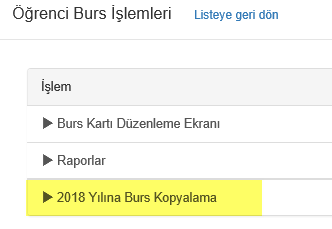 Öğrenci Burs İşlemleri Listeye geri dön
İşlem
▶ Burs Kartı Düzenleme Ekranı
▶ Raporlar
▶ 2018 Yılına Burs Kopyalama